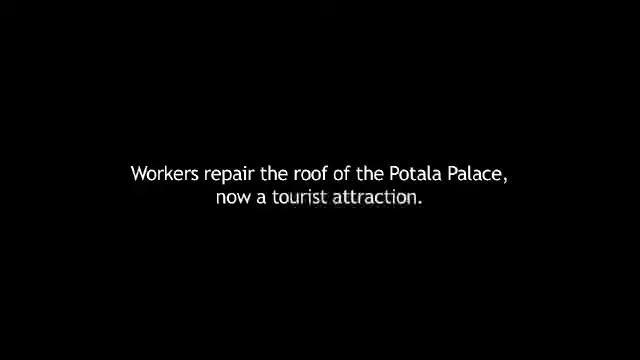 Workers repair the roof of the Potala Palace,
now a tourist attraction.